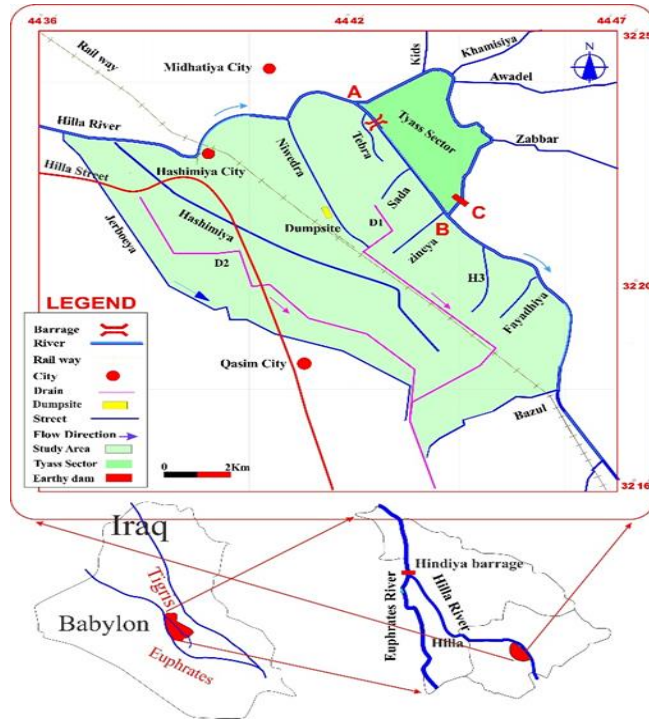 44 36
44 42
44 47
32 25
32 20
32 16
N
Rail way
Midhatiya City
Kids
Khamisiya
Awadel
Zabbar
A
Tyass Sector
Hilla River
Hilla Street
Hashimiya City
Niwedra
Tebra
Sada
C
B
Dumpsite
D1
zineya
Jerboeya
Hashimiya
D2
H3
Fayadhiya
Qasim City
Bazul
LEGEND
Barrage
River
Rail way
City
Drain
Dumpsite
Street
Flow Direction
Study Area
Tyass Sector
Earthy dam
0 2Km
Iraq
Tigris
Babylon
Euphrates
Hindiya barrage
Euphrates River
Hilla River
Hilla